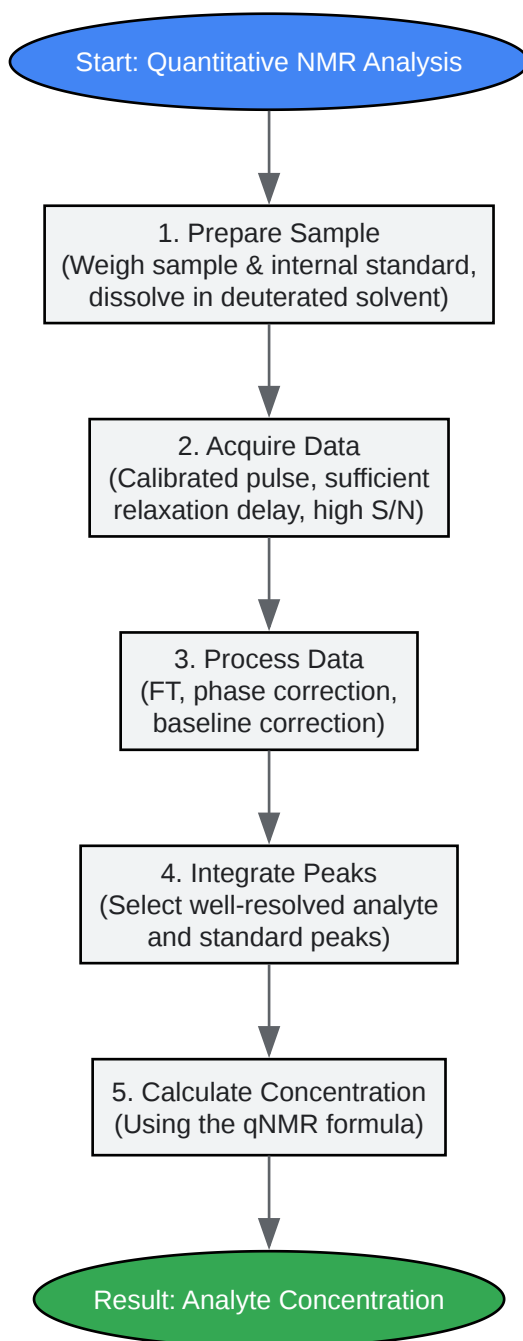 Start: Quantitative NMR Analysis
1. Prepare Sample
(Weigh sample & internal standard,
dissolve in deuterated solvent)
2. Acquire Data
(Calibrated pulse, sufficient
relaxation delay, high S/N)
3. Process Data
(FT, phase correction,
baseline correction)
4. Integrate Peaks
(Select well-resolved analyte
and standard peaks)
5. Calculate Concentration
(Using the qNMR formula)
Result: Analyte Concentration